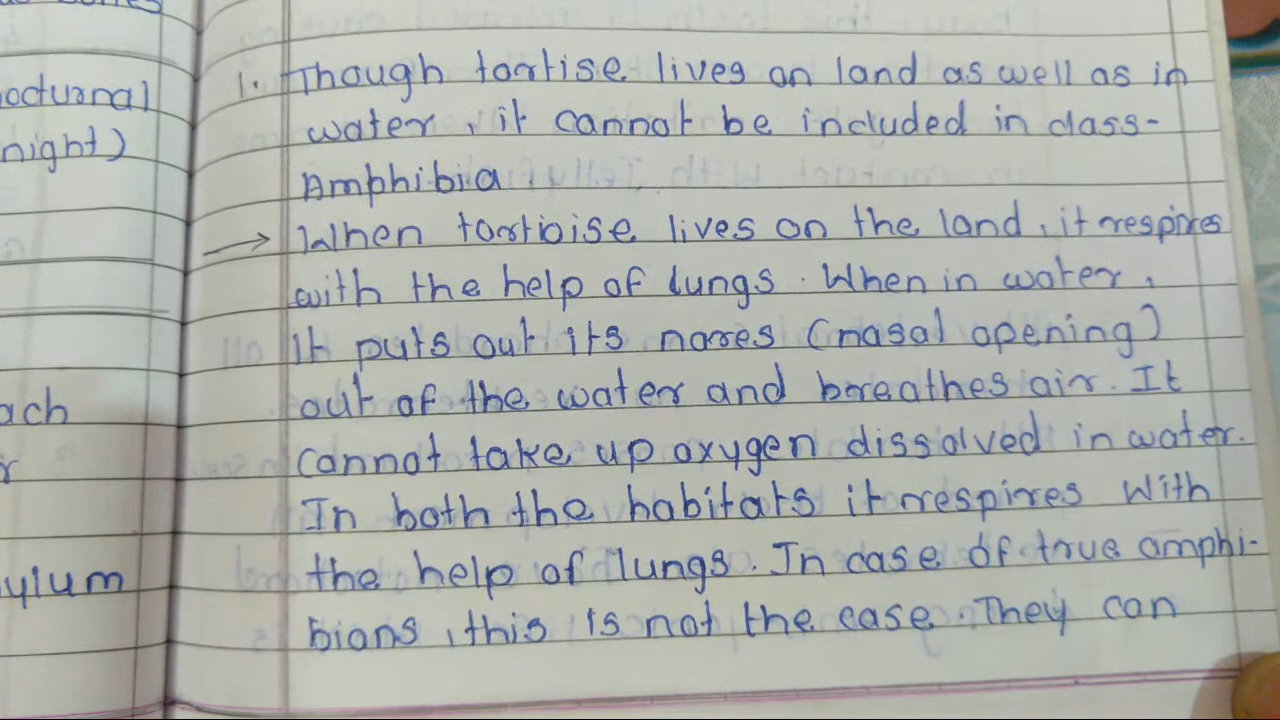 octurnal
night)
ach
r
ylum
1. Though tortise lives on land as well as in
water, it cannot be included in class-
Amphibia
→ When tortoise lives on the land, it respires
with the help of lungs. When in water,
it puts out its nares (nasal opening)
out of the water and breathes air. It
cannot take up oxygen dissolved in water.
In both the habitats it respires with
the help of lungs. In case of true amphi-
bians, this is not the case. They can